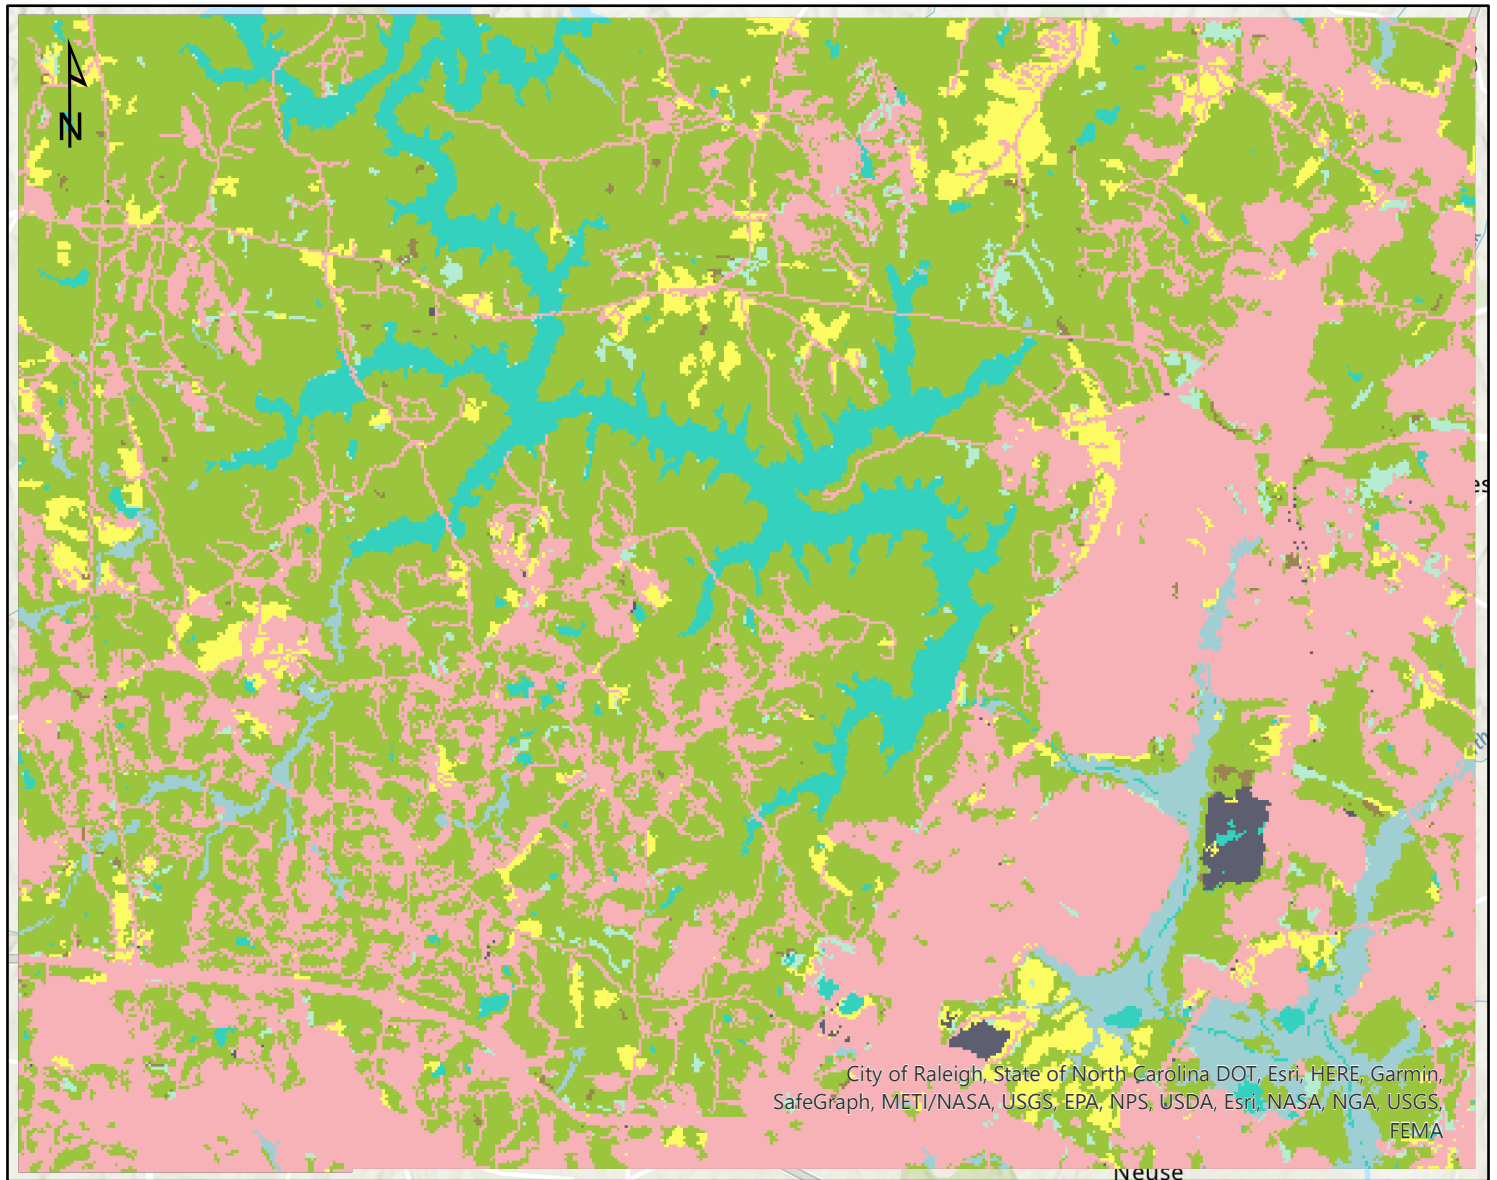 N
City of Raleigh, State of North Carolina DOT, Esri, HERE, Garmin,
SafeGraph, METI/NASA, USGS, EPA, NPS, USDA, Esri, NASA, NGA, USGS,
FEMA
Neuse